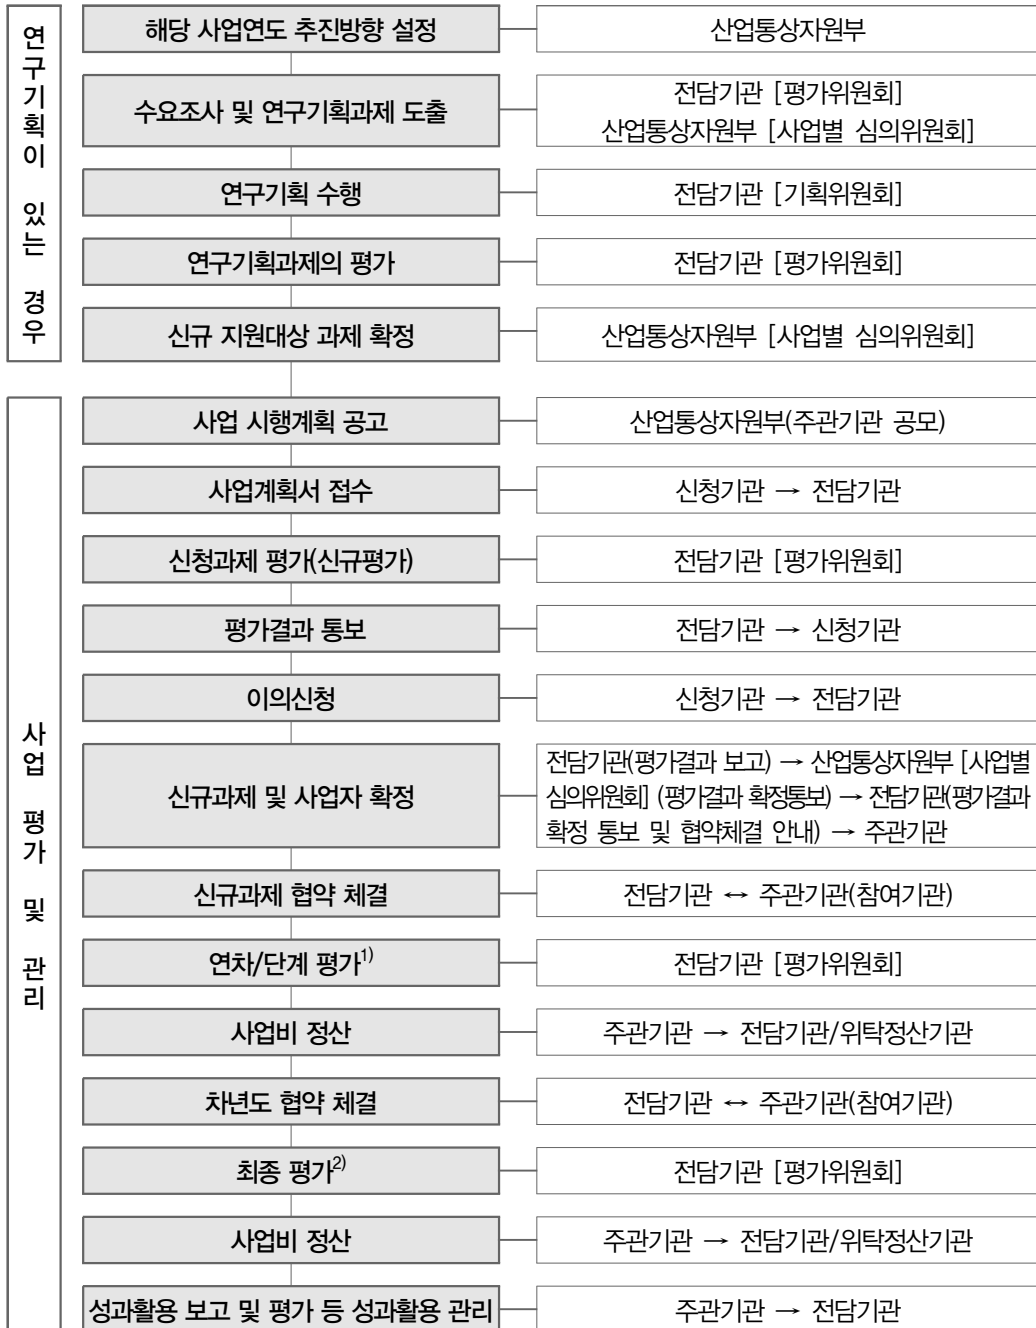 연구기획이 있는 경우
해당 사업연도 추진방향 설정
산업통상자원부
수요조사 및 연구기획과제 도출
전담기관 [평가위원회]
산업통상자원부 [사업별 심의위원회]
연구기획 수행
전담기관 [기획위원회]
연구기획과제의 평가
전담기관 [평가위원회]
신규 지원대상 과제 확정
산업통상자원부 [사업별 심의위원회]
사업 평가 및 관리
사업 시행계획 공고
산업통상자원부(주관기관 공모)
사업계획서 접수
신청기관 → 전담기관
신청과제 평가(신규평가)
전담기관 [평가위원회]
평가결과 통보
전담기관 → 신청기관
이의신청
신청기관 → 전담기관
신규과제 및 사업자 확정
전담기관(평가결과 보고) → 산업통상자원부 [사업별
심의위원회] (평가결과 확정통보) → 전담기관(평가결과
확정 통보 및 협약체결 안내) → 주관기관
신규과제 협약 체결
전담기관 ↔ 주관기관(참여기관)
연차/단계 평가1)
전담기관 [평가위원회]
사업비 정산
주관기관 → 전담기관/위탁정산기관
차년도 협약 체결
전담기관 ↔ 주관기관(참여기관)
최종 평가2)
전담기관 [평가위원회]
사업비 정산
주관기관 → 전담기관/위탁정산기관
성과활용 보고 및 평가 등 성과활용 관리
주관기관 → 전담기관